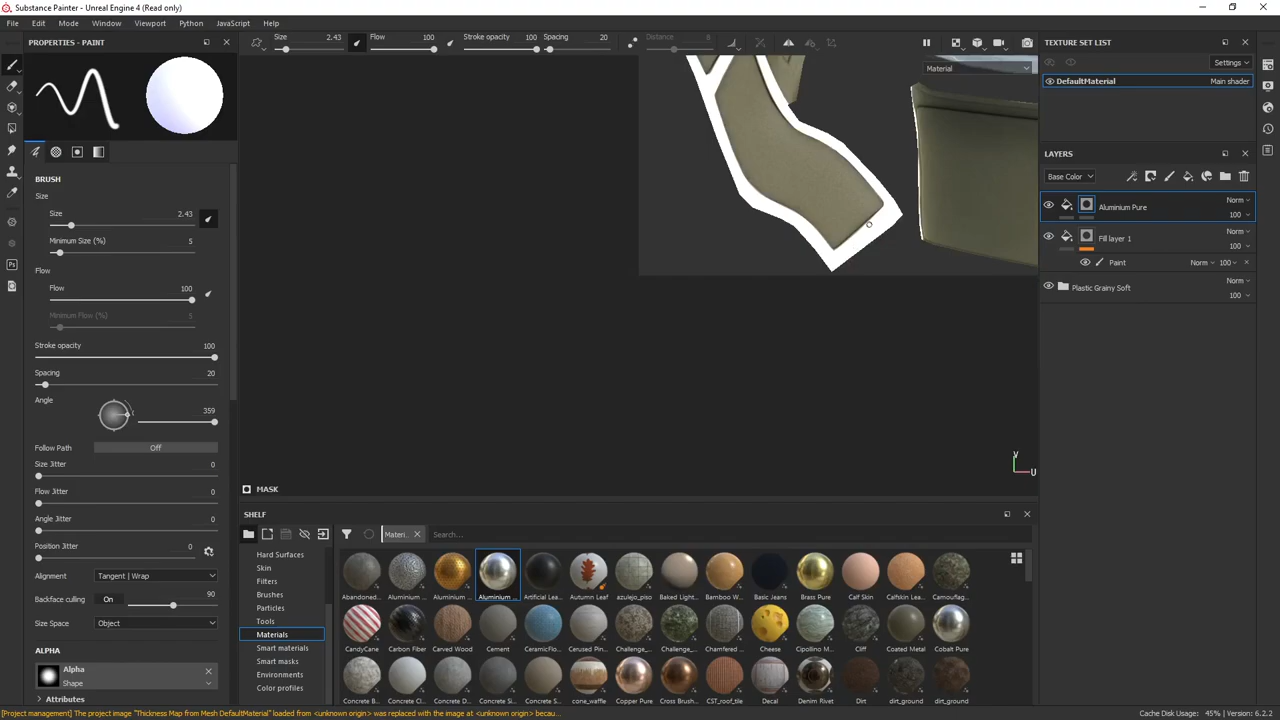 Substance Painter - Unreal Engine 4 (Read only)
File Edit Mode Window Viewport Python JavaScript Help
PROPERTIES - PAINT
Size 2.43 Flow 100 Stroke opacity 100 Spacing 20 Distance 8
Material
BRUSH
Size
Size 2.43
Minimum Size (%) 5
Flow
Flow 100
Minimum Flow (%) 5
Stroke opacity 100
Spacing 20
Angle
359
Follow Path Off
Size Jitter 0
Flow Jitter 0
Angle Jitter 0
Position Jitter 0
Alignment Tangent | Wrap
Backface culling On 90
Size Space Object
ALPHA
Alpha
Shape
Attributes
V
U
MASK
SHELF
Materi... Search...
Hard Surfaces
Skin
Filters
Brushes
Particles
Tools
Materials
Smart materials
Smart masks
Environments
Color profiles
Abandoned... Aluminium ... Aluminium ... Aluminium ... Artificial Lea... Autumn Leaf azulejo_piso Baked Light... Bamboo W... Basic Jeans Brass Pure Calf Skin Calfskin Lea... Camouflag...
CandyCane Carbon Fiber Carved Wood Cement CeramicFlo... Cerused Pin... Challenge_... Challenge_... Chamfered ... Cheese Cipollino M... Cliff Coated Metal Cobalt Pure
Concrete B... Concrete Cl... Concrete D... Concrete Sl... Concrete Sl... cone_waffle Copper Pure Cross Brush... CST_roof_tile Decal Denim Rivet Dirt dirt_ground dirt_ground
TEXTURE SET LIST
Settings
DefaultMaterial Main shader
LAYERS
Base Color
Aluminium Pure Norm 100
Fill layer 1 Norm 100
Paint Norm 100
Plastic Grainy Soft Norm 100
[Project management] The project image "Thickness Map from Mesh DefaultMaterial" loaded from <unknown origin> was replaced with the image at <unknown origin> becau...
Cache Disk Usage: 45% | Version: 6.2.2